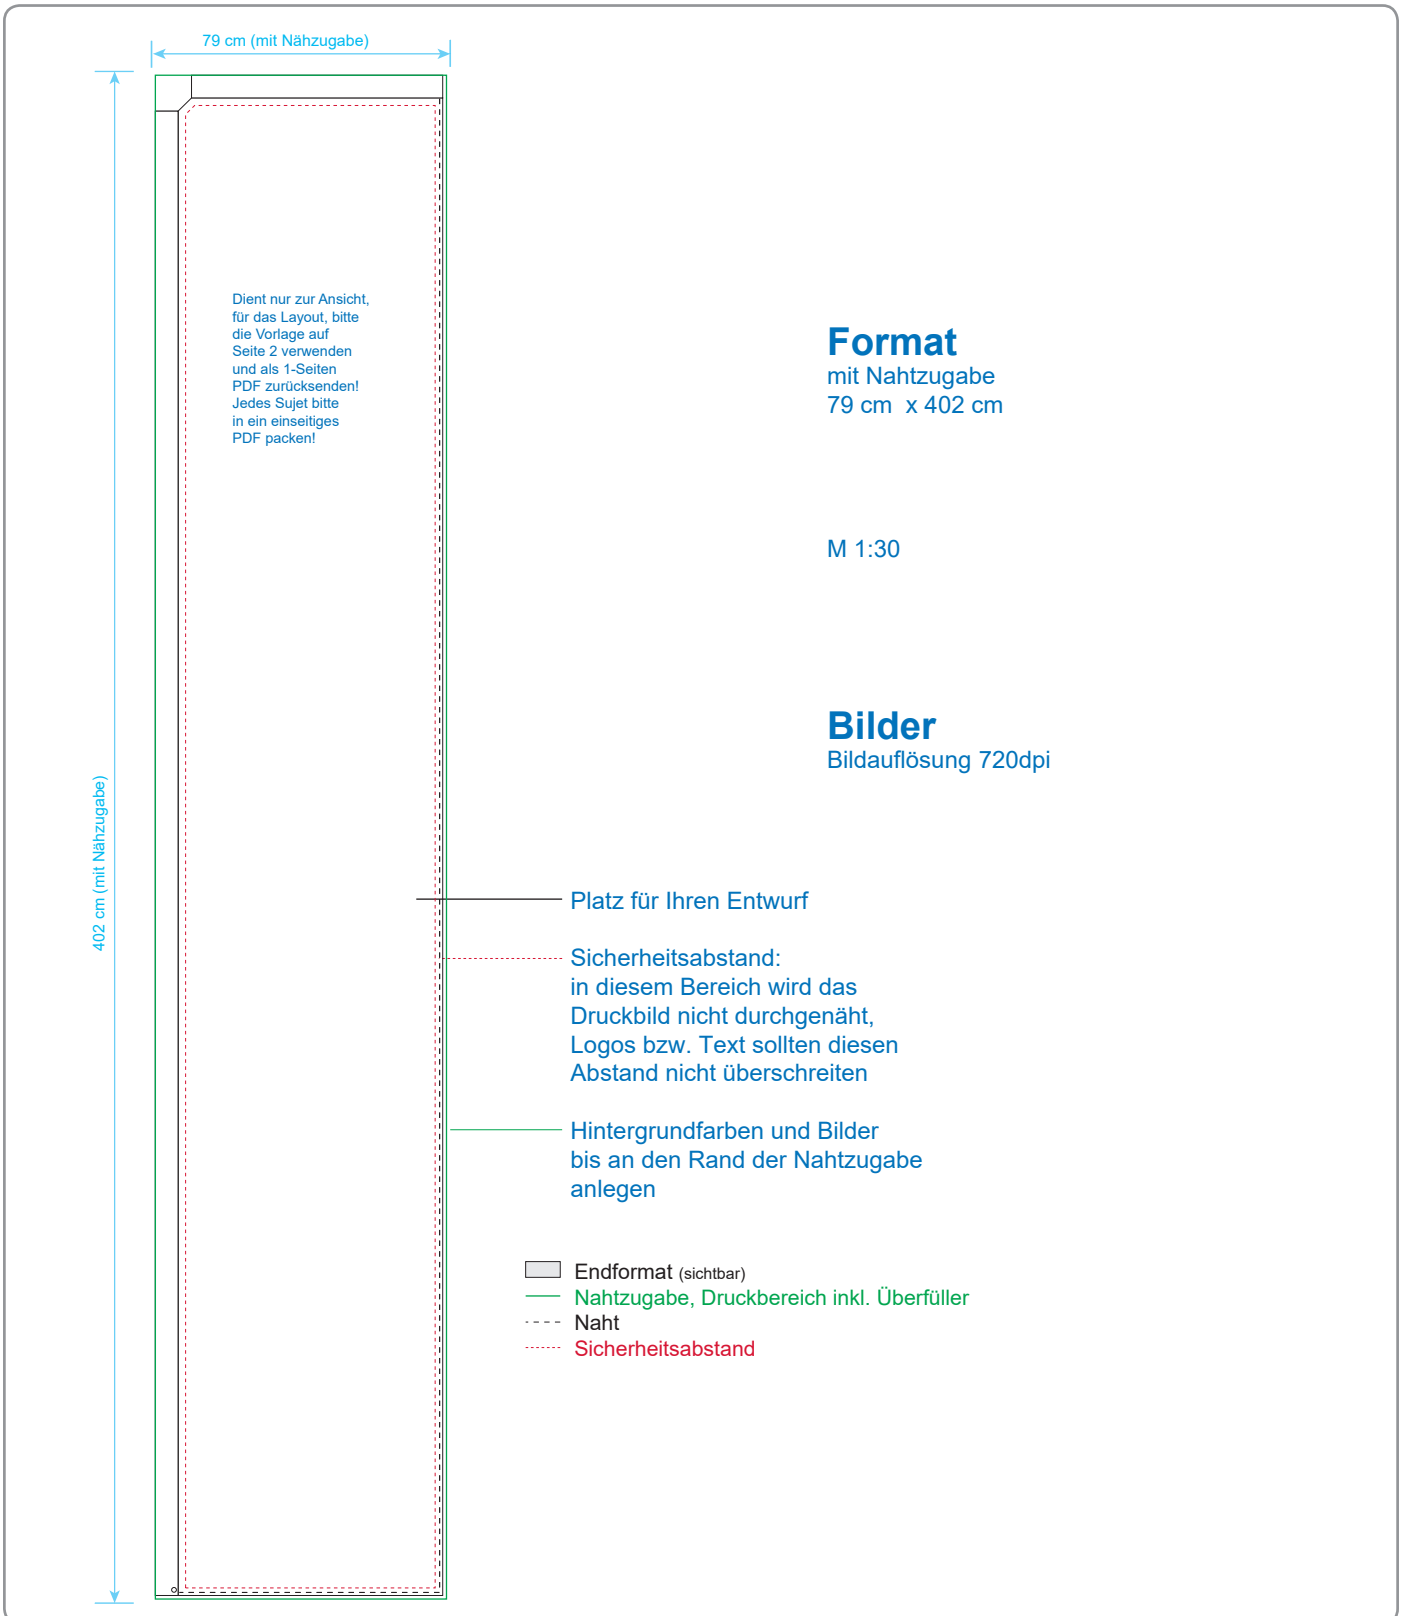 79 cm (mit Nähzugabe)
402 cm (mit Nähzugabe)
Dient nur zur Ansicht,
für das Layout, bitte
die Vorlage auf
Seite 2 verwenden
und als 1-Seiten
PDF zurücksenden!
Jedes Sujet bitte
in ein einseitiges
PDF packen!
Format
mit Nahtzugabe
79 cm x 402 cm
M 1:30
Bilder
Bildauflösung 720dpi
Platz für Ihren Entwurf
Sicherheitsabstand:
in diesem Bereich wird das
Druckbild nicht durchgenäht,
Logos bzw. Text sollten diesen
Abstand nicht überschreiten
Hintergrundfarben und Bilder
bis an den Rand der Nahtzugabe
anlegen
Endformat (sichtbar)
Nahtzugabe, Druckbereich inkl. Überfüller
Naht
Sicherheitsabstand